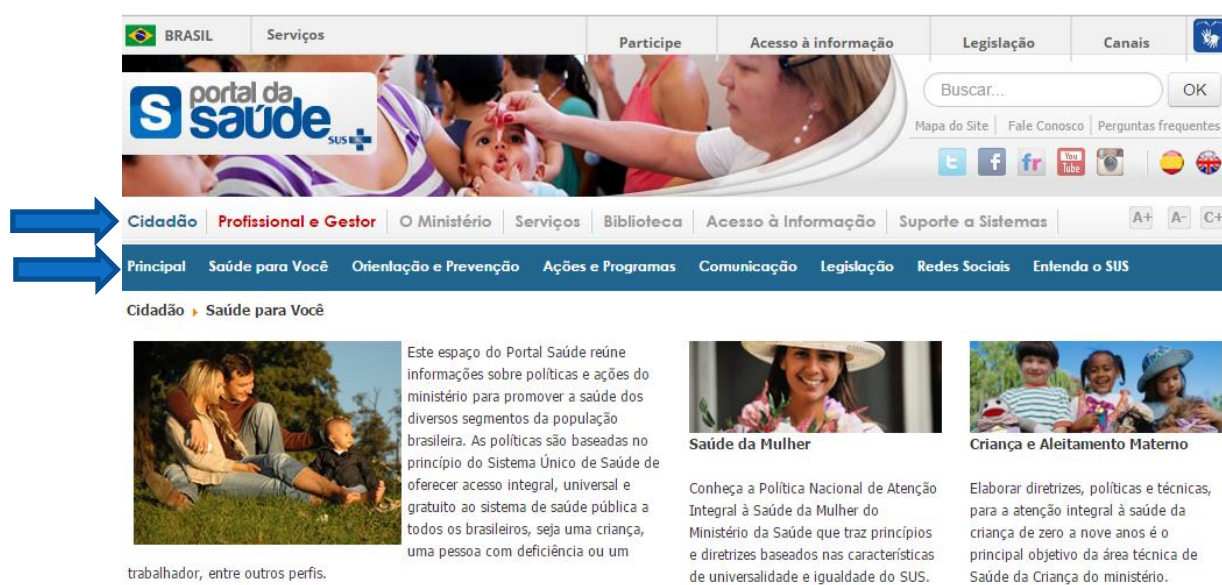 BRASIL Serviços Participe Acesso à informação Legislação Canais
S portal da saúde SUS
Buscar... OK
Mapa do Site Fale Conosco Perguntas frequentes
t f fr You Tube
Cidadão Profissional e Gestor O Ministério Serviços Biblioteca Acesso à Informação Suporte a Sistemas A+ A- C+
Principal Saúde para Você Orientação e Prevenção Ações e Programas Comunicação Legislação Redes Sociais Entenda o SUS
Cidadão Saúde para Você
Este espaço do Portal Saúde reúne
informações sobre políticas e ações do
ministério para promover a saúde dos
diversos segmentos da população
brasileira. As políticas são baseadas no
princípio do Sistema Único de Saúde de
oferecer acesso integral, universal e
gratuito ao sistema de saúde pública a
todos os brasileiros, seja uma criança,
uma pessoa com deficiência ou um
trabalhador, entre outros perfis.
Saúde da Mulher
Conheça a Política Nacional de Atenção
Integral à Saúde da Mulher do
Ministério da Saúde que traz princípios
e diretrizes baseados nas características
de universalidade e igualdade do SUS.
Criança e Aleitamento Materno
Elaborar diretrizes, políticas e técnicas,
para a atenção integral à saúde da
criança de zero a nove anos é o
principal objetivo da área técnica de
Saúde da Criança do ministério.